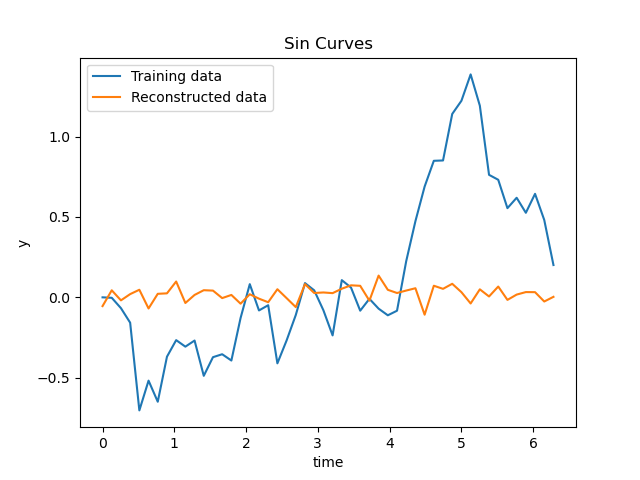 Sin Curves
Training data
Reconstructed data
1.0
0.5
0.0
−0.5
y
0 1 2 3 4 5 6
time